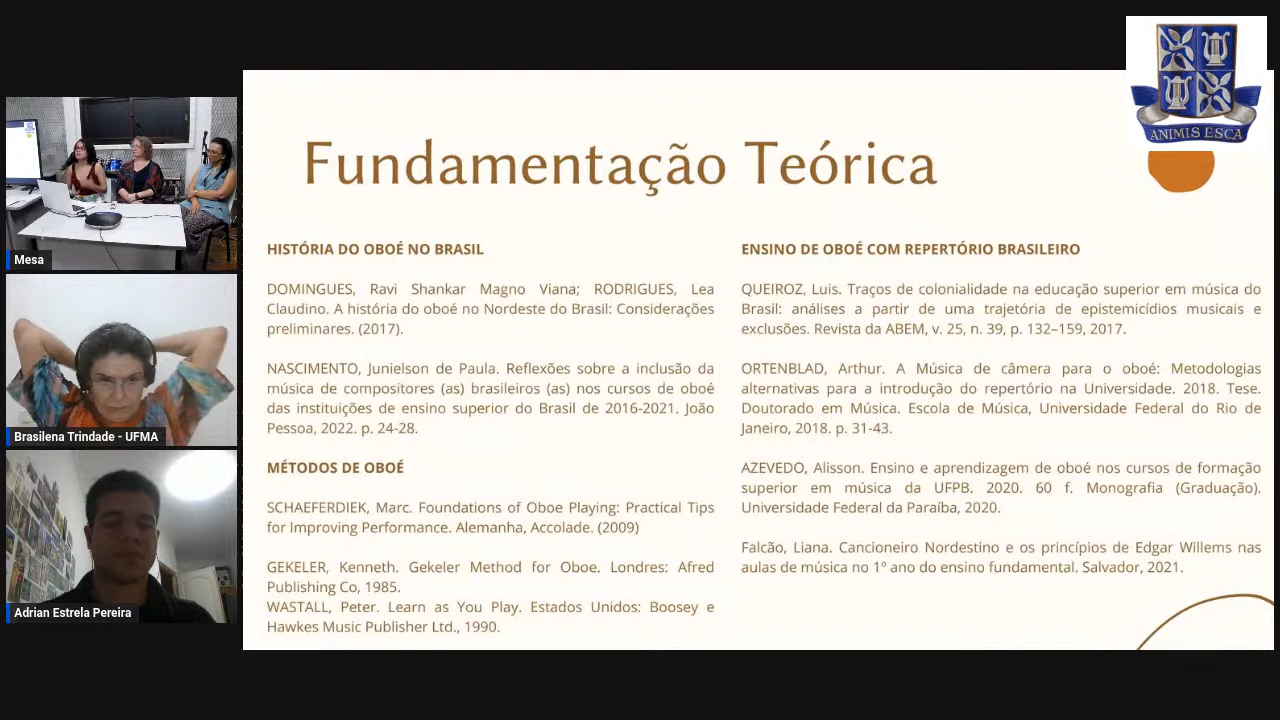 ANIMIS ESCA
Fundamentação Teórica
HISTÓRIA DO OBOÉ NO BRASIL
DOMINGUES, Ravi Shankar Magno Viana; RODRIGUES, Lea
Claudino. A história do oboé no Nordeste do Brasil: Considerações
preliminares. (2017).
NASCIMENTO, Junielson de Paula. Reflexões sobre a inclusão da
música de compositores (as) brasileiros (as) nos cursos de oboé
das instituições de ensino superior do Brasil de 2016-2021. João
Pessoa, 2022. p. 24-28.
MÉTODOS DE OBOÉ
SCHAEFERDIEK, Marc. Foundations of Oboe Playing: Practical Tips
for Improving Performance. Alemanha, Accolade. (2009)
GEKELER, Kenneth. Gekeler Method for Oboe. Londres: Afred
Publishing Co, 1985.
WASTALL, Peter. Learn as You Play. Estados Unidos: Boosey e
Hawkes Music Publisher Ltd., 1990.
ENSINO DE OBOÉ COM REPERTÓRIO BRASILEIRO
QUEIROZ, Luis. Traços de colonialidade na educação superior em música do
Brasil: análises a partir de uma trajetória de epistemicídios musicais e
exclusões. Revista da ABEM, v. 25, n. 39, p. 132–159, 2017.
ORTENBLAD, Arthur. A Música de câmera para o oboé: Metodologias
alternativas para a introdução do repertório na Universidade. 2018. Tese.
Doutorado em Música. Escola de Música, Universidade Federal do Rio de
Janeiro, 2018. p. 31-43.
AZEVEDO, Alisson. Ensino e aprendizagem de oboé nos cursos de formação
superior em música da UFPB. 2020. 60 f. Monografia (Graduação).
Universidade Federal da Paraíba, 2020.
Falcão, Liana. Cancioneiro Nordestino e os princípios de Edgar Willems nas
aulas de música no 1º ano do ensino fundamental. Salvador, 2021.
Mesa
Brasilena Trindade - UFMA
Adrian Estrela Pereira